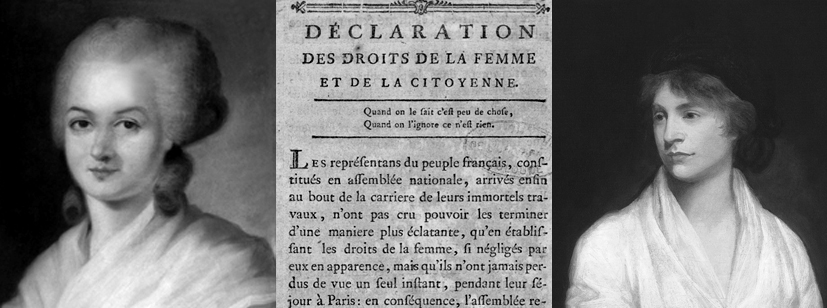 DÉCLARATION
DES DROITS DE LA FEMME
ET DE LA CITOYENNE.
Quand on le ſait c'eſt peu de choſe,
Quand on l'ignore ce n'eſt rien.
LES repréſentans du peuple français, conſ-
titués en aſſemblée nationale, arrivés enfin
au bout de la carriere de leurs immortels tra-
vaux, n'ont pas cru pouvoir les terminer
d'une maniere plus éclatante, qu'en établiſ-
ſant les droits de la femme, ſi négligés par
eux en apparence, mais qu'ils n'ont jamais per-
dus de vue un ſeul inſtant, pendant leur ſé-
jour à Paris: en conſéquence, l'aſſemblée re-